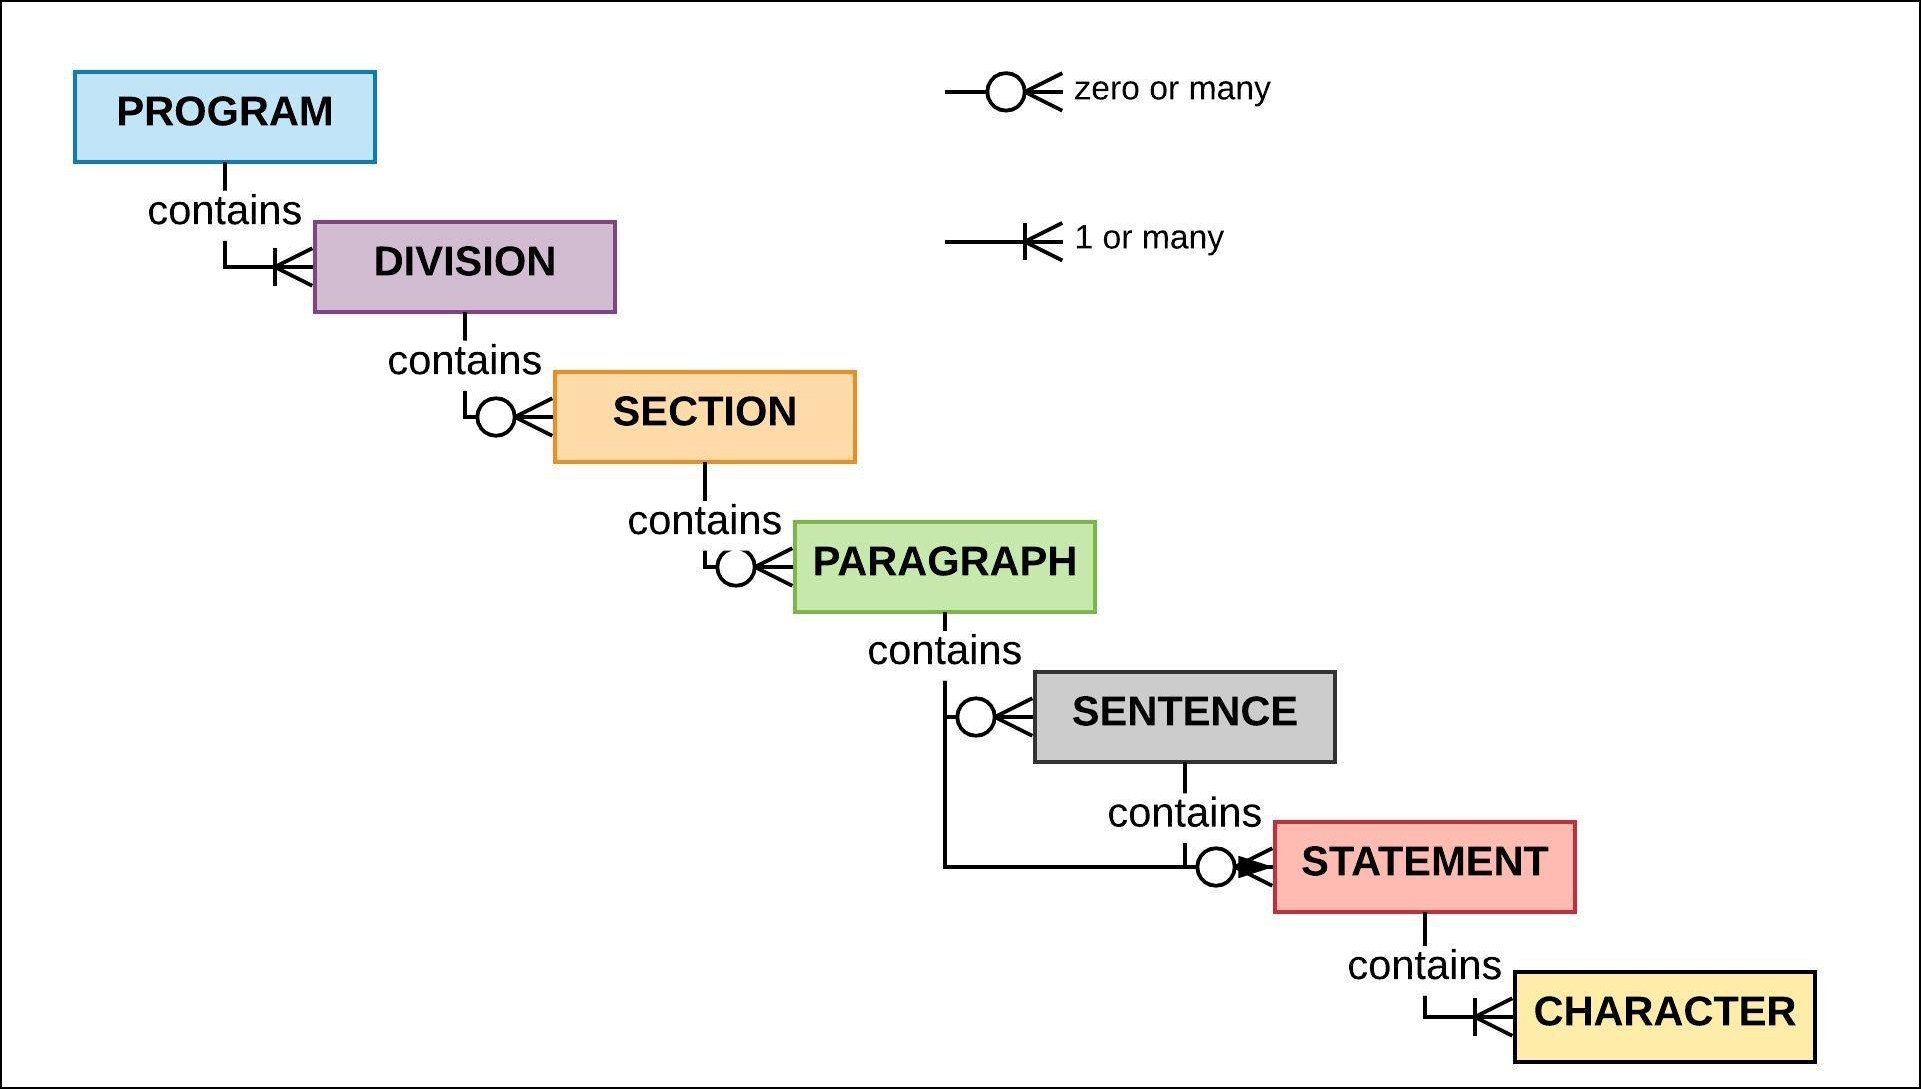 PROGRAM
zero or many
contains
1 or many
DIVISION
contains
SECTION
contains
PARAGRAPH
contains
SENTENCE
contains
STATEMENT
contains
CHARACTER